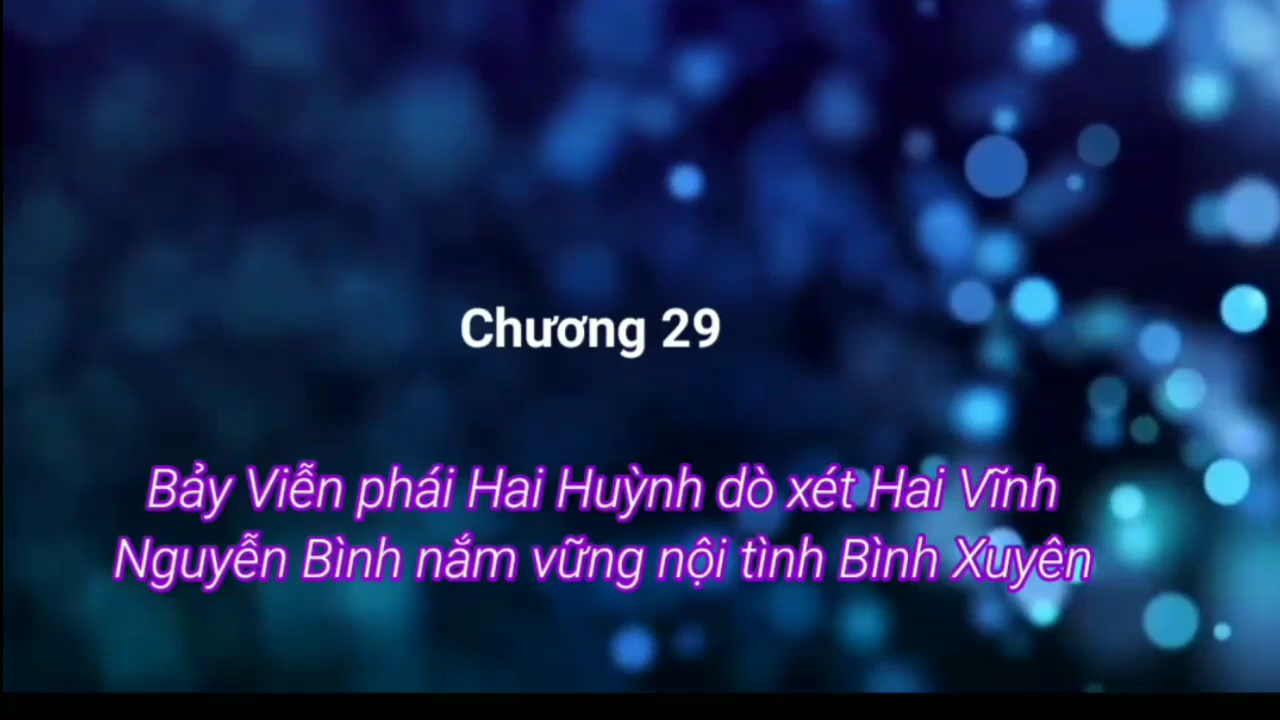 Chương 29
Bảy Viễn phái Hai Huỳnh dò xét Hai Vĩnh
Nguyễn Bình nắm vững nội tình Bình Xuyên